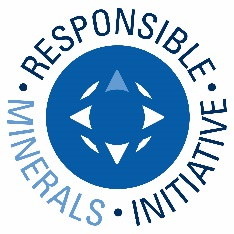 RESPONSIBLE
MINERALS • INITIATIVE